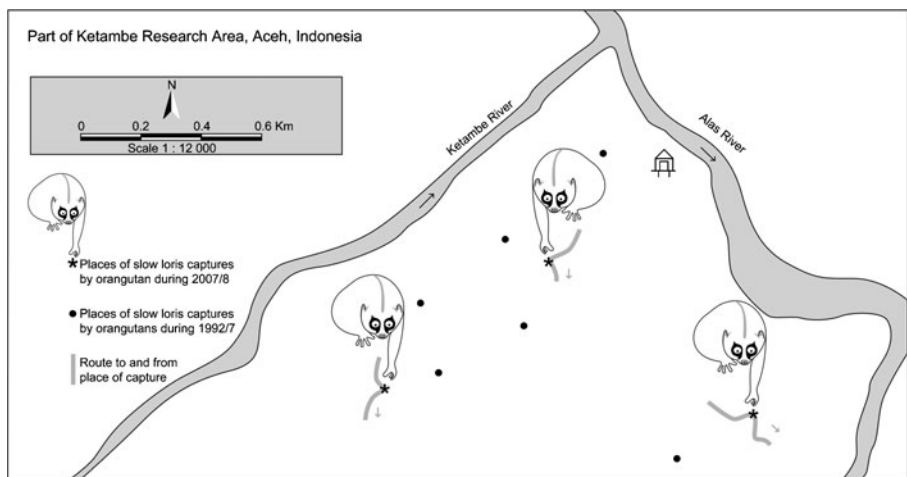 Part of Ketambe Research Area, Aceh, Indonesia
N
0 0.2 0.4 0.6 Km
Scale 1 : 12 000
Ketambe River
Alas River
* Places of slow loris captures
by orangutan during 2007/8
Places of slow loris captures
by orangutans during 1992/7
Route to and from
place of capture